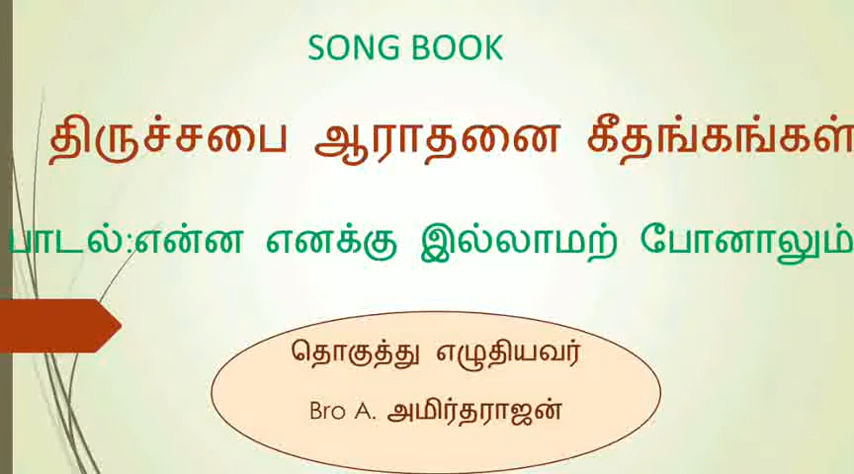 SONG BOOK
திருச்சபை ஆராதனை கீதங்கங்கள்
பாடல்:என்ன எனக்கு இல்லாமற் போனாலும்
தொகுத்து எழுதியவர்
Bro A. அமிர்தராஜன்